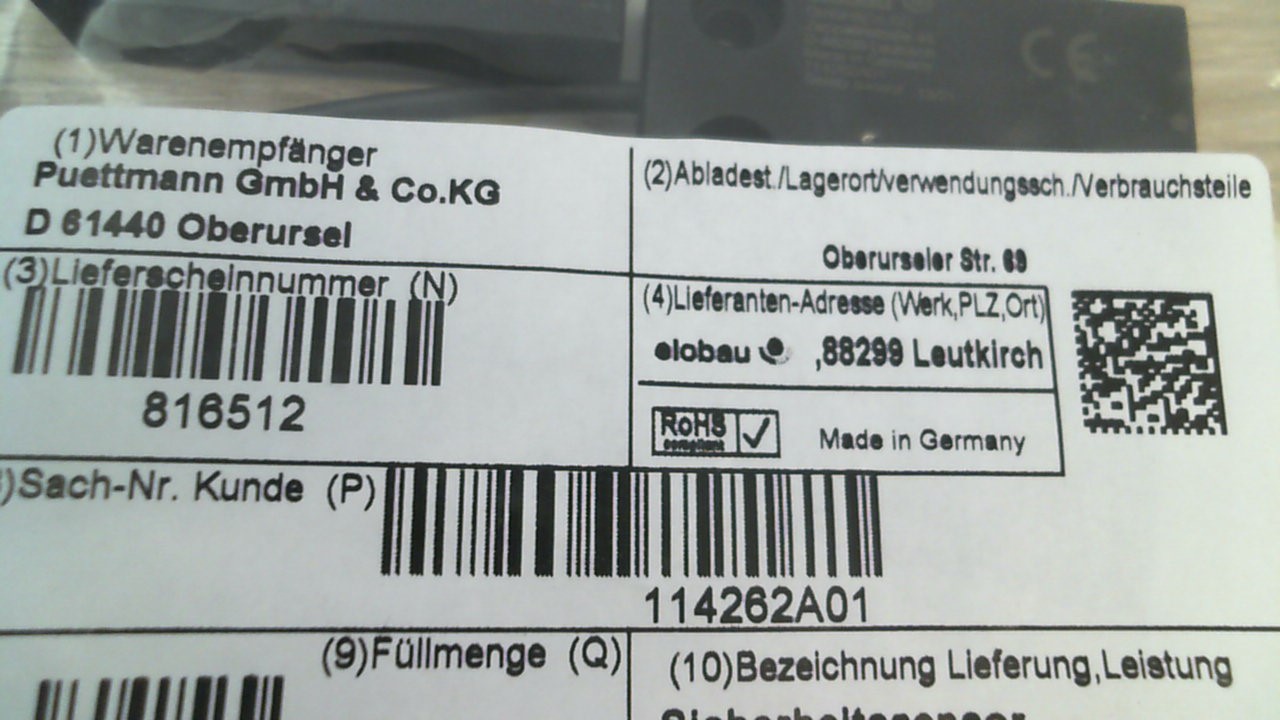 CE
(1)Warenempfänger
Puettmann GmbH & Co.KG
D 61440 Oberursel
(2)Abladest./Lagerort/verwendungssch./Verbrauchsteile
Oberurseler Str. 69
(3)Lieferscheinnummer (N)
816512
(4)Lieferanten-Adresse (Werk,PLZ,Ort)
elobau ,88299 Leutkirch
RoHS
compliant
Made in Germany
)Sach-Nr. Kunde (P)
114262A01
(9)Füllmenge (Q)
(10)Bezeichnung Lieferung,Leistung
Sicherheitssensor